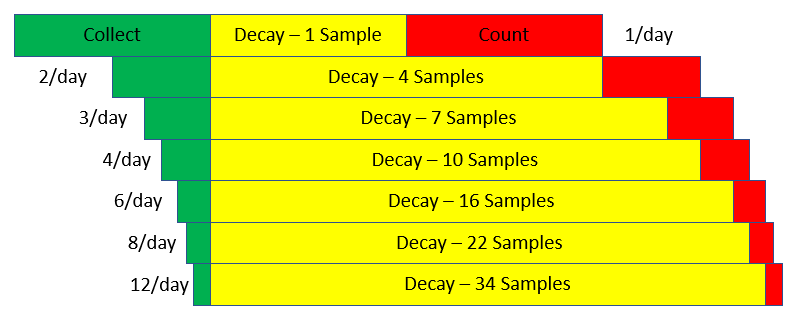 Collect Decay – 1 Sample Count 1/day
2/day Decay – 4 Samples
3/day Decay – 7 Samples
4/day Decay – 10 Samples
6/day Decay – 16 Samples
8/day Decay – 22 Samples
12/day Decay – 34 Samples